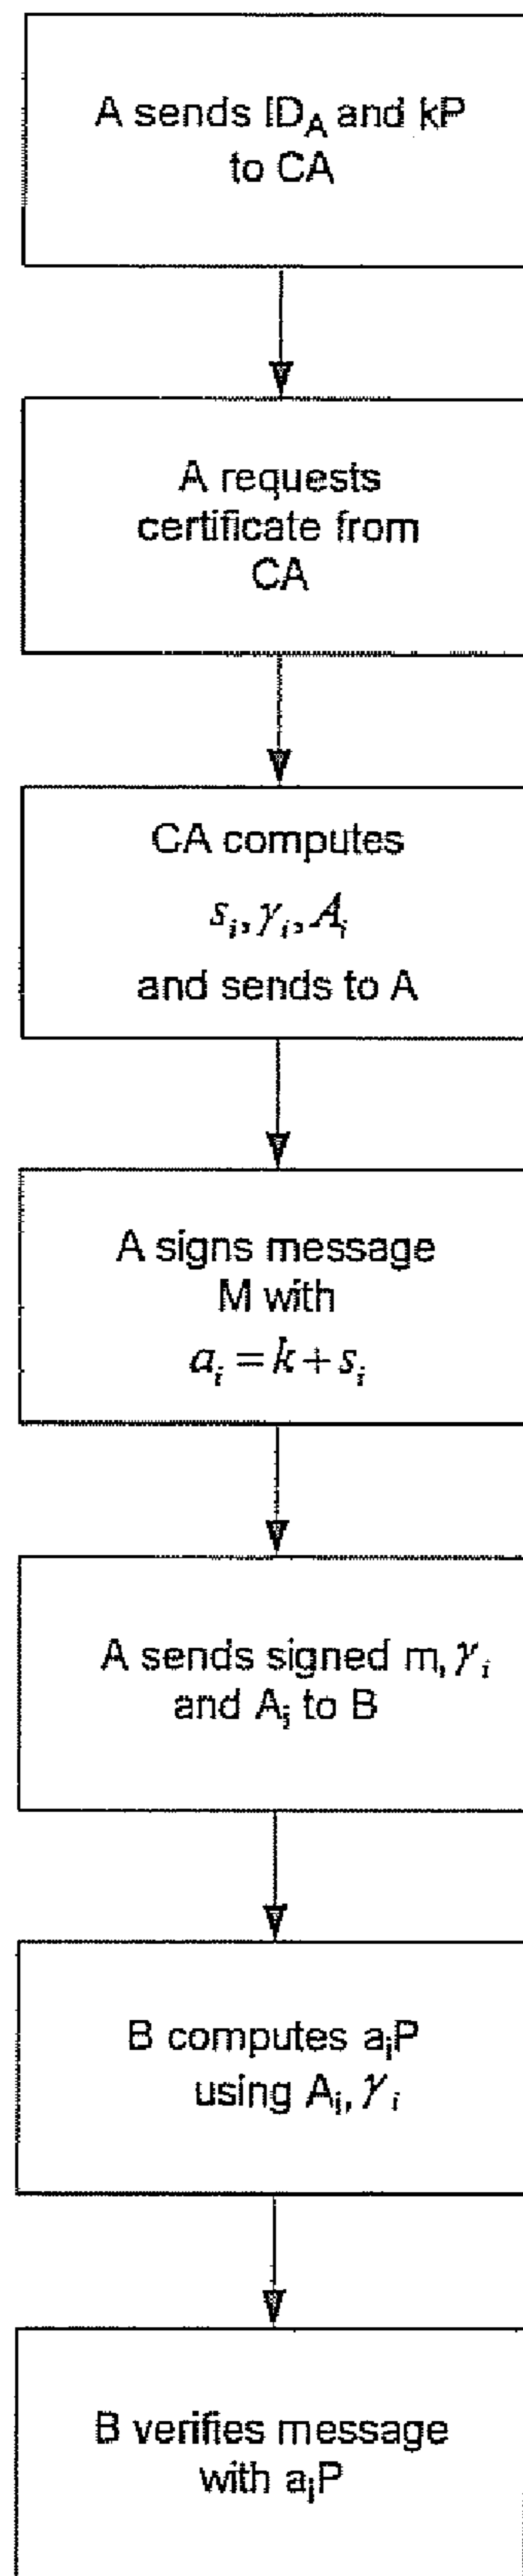 A sends ID_A and kP
to CA
A requests
certificate from
CA
CA computes
s_i, γ_i, A_i
and sends to A
A signs message
M with
a_i = k + s_i
A sends signed m, γ_i
and A_i to B
B computes a_iP
using A_i, γ_i
B verifies message
with a_iP